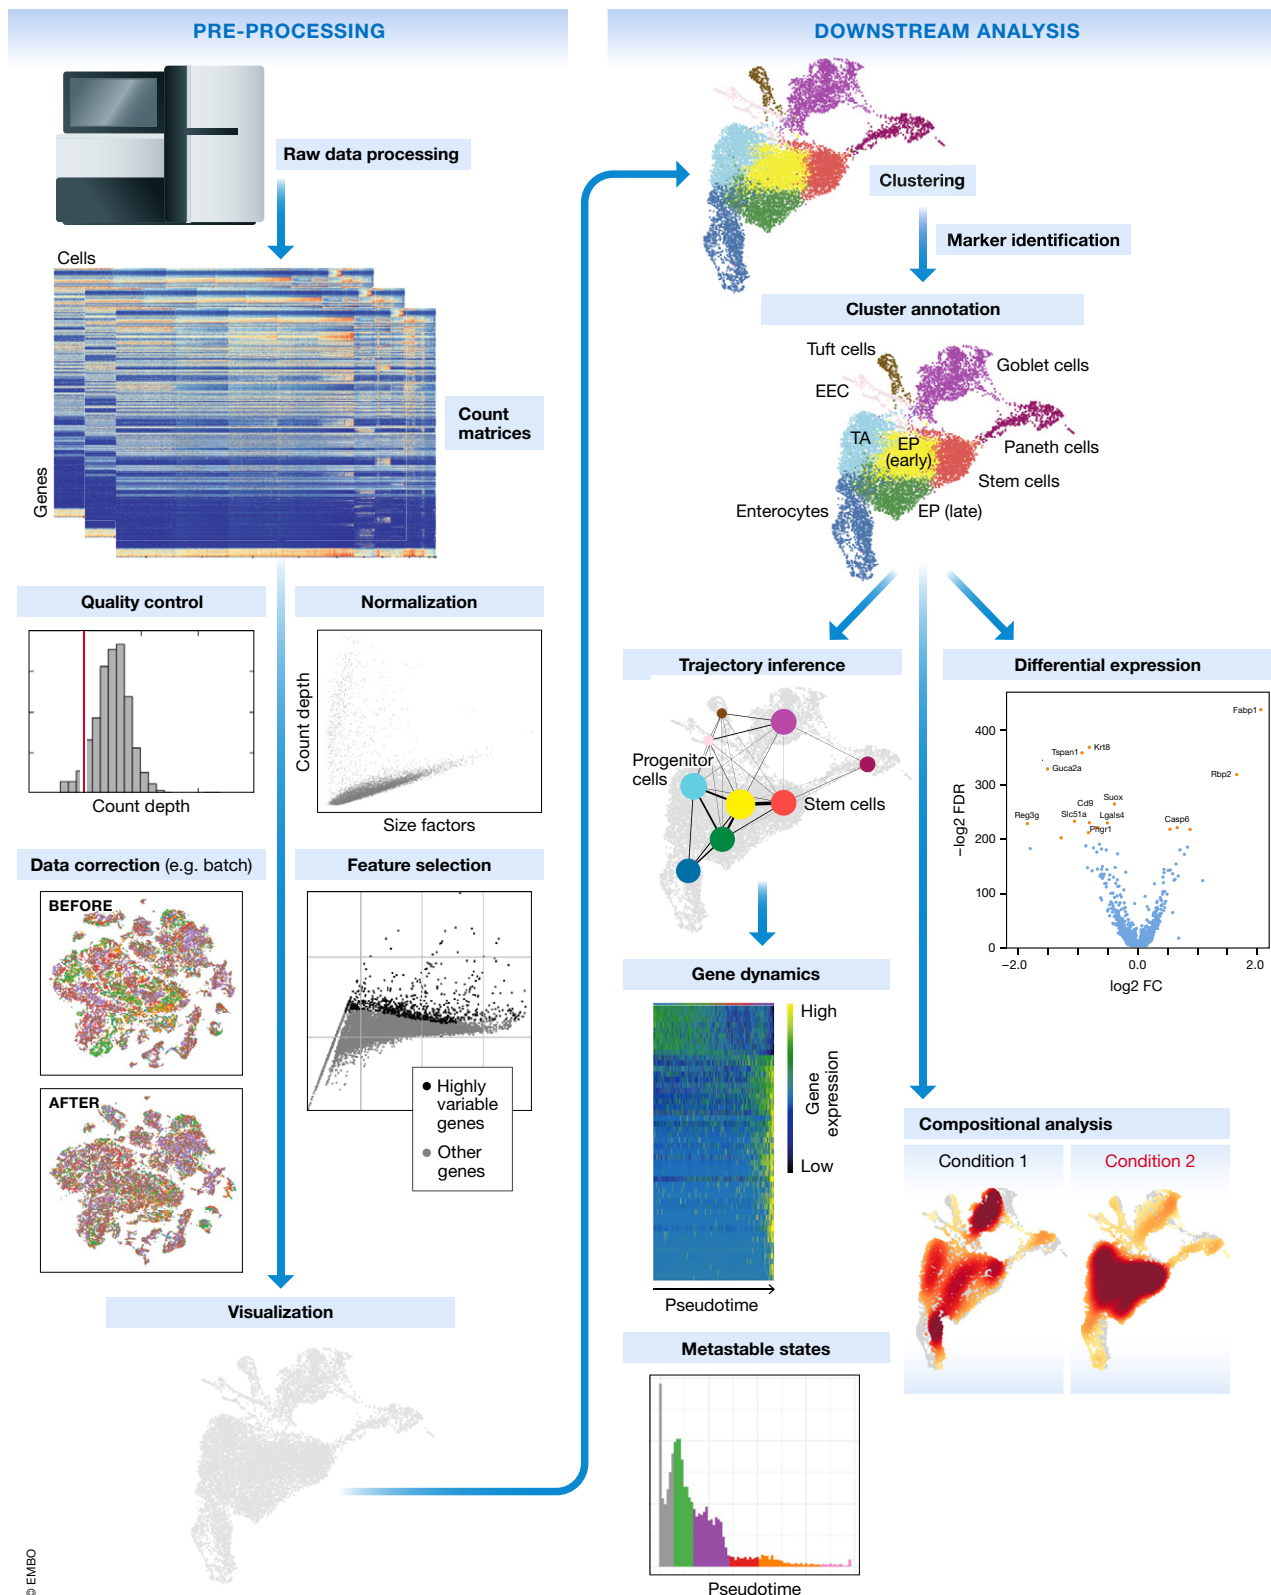 PRE-PROCESSING
Raw data processing
Cells
Genes
Count
matrices
Quality control
Count depth
Normalization
Count depth
Size factors
Data correction (e.g. batch)
BEFORE
AFTER
Feature selection
Highly
variable
genes
Other
genes
Visualization
© EMBO
DOWNSTREAM ANALYSIS
Clustering
Marker identification
Cluster annotation
Tuft cells
Goblet cells
EEC
TA
EP
(early)
Paneth cells
Stem cells
Enterocytes
EP (late)
Trajectory inference
Progenitor
cells
Stem cells
Gene dynamics
High
Gene
expression
Low
Pseudotime
Metastable states
Pseudotime
Differential expression
Fabp1
400
Krt8
Tspan1
Guca2a
Rbp2
300
Suox
Cd9
Reg3g
Slc51a
Lgals4
Casp6
200
100
0
−log2 FDR
−2.0
0.0
2.0
log2 FC
Compositional analysis
Condition 1
Condition 2